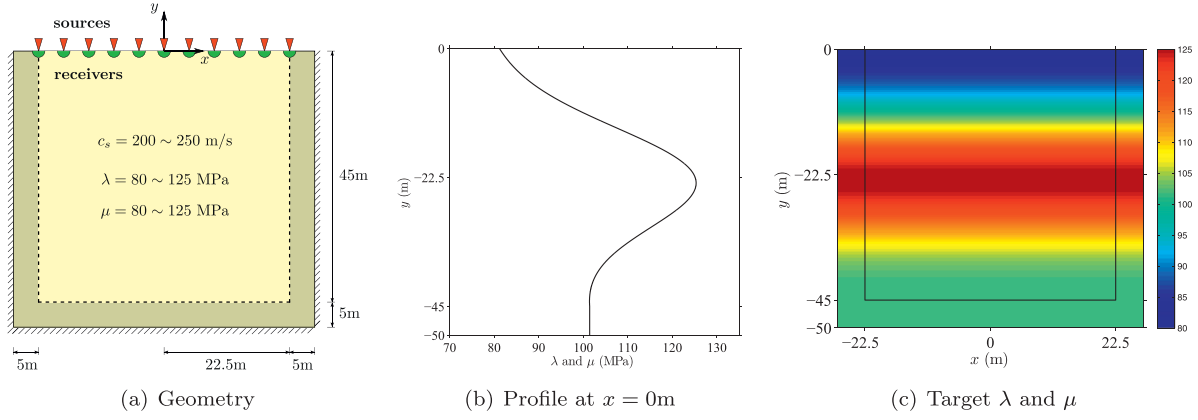 sources
y
x
receivers
c_s = 200 ∼ 250 m/s
λ = 80 ∼ 125 MPa
μ = 80 ∼ 125 MPa
45m
5m
5m
22.5m
5m
(a) Geometry
0
−22.5
−45
−50
y (m)
70
80
90
100
110
120
130
λ and μ (MPa)
(b) Profile at x = 0m
0
−22.5
−45
−50
y (m)
−22.5
0
22.5
x (m)
125
120
115
110
105
100
95
90
85
80
(c) Target λ and μ